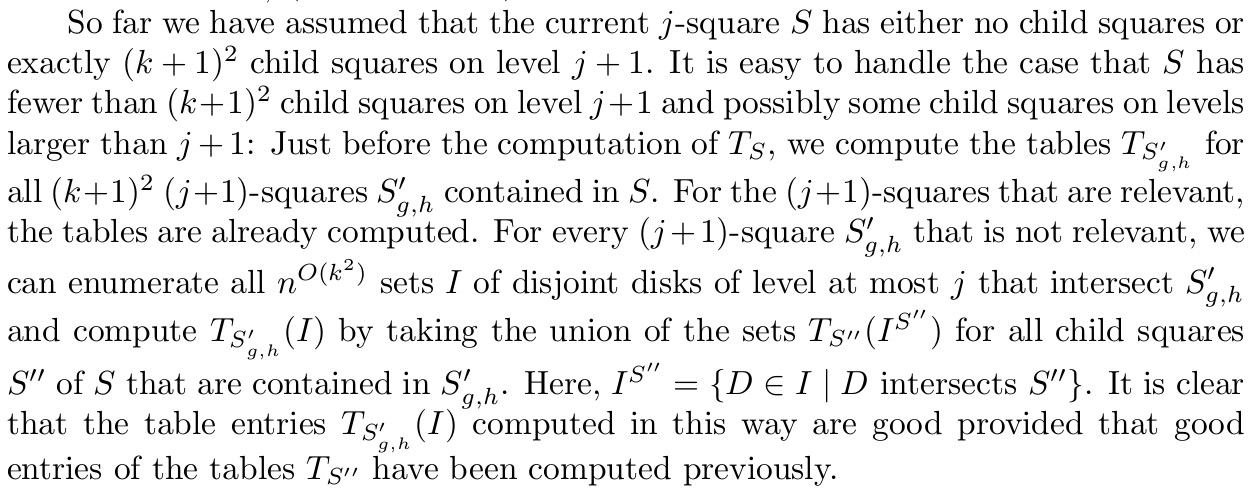 So far we have assumed that the current j-square S has either no child squares or
exactly (k + 1)² child squares on level j + 1. It is easy to handle the case that S has
fewer than (k+1)² child squares on level j+1 and possibly some child squares on levels
larger than j + 1: Just before the computation of T_S, we compute the tables T_{S′_{g,h}} for
all (k+1)² (j+1)-squares S′_{g,h} contained in S. For the (j+1)-squares that are relevant,
the tables are already computed. For every (j+1)-square S′_{g,h} that is not relevant, we
can enumerate all n^{O(k²)} sets I of disjoint disks of level at most j that intersect S′_{g,h}
and compute T_{S′_{g,h}}(I) by taking the union of the sets T_{S″}(I^{S″}) for all child squares
S″ of S that are contained in S′_{g,h}. Here, I^{S″} = {D ∈ I | D intersects S″}. It is clear
that the table entries T_{S′_{g,h}}(I) computed in this way are good provided that good
entries of the tables T_{S″} have been computed previously.